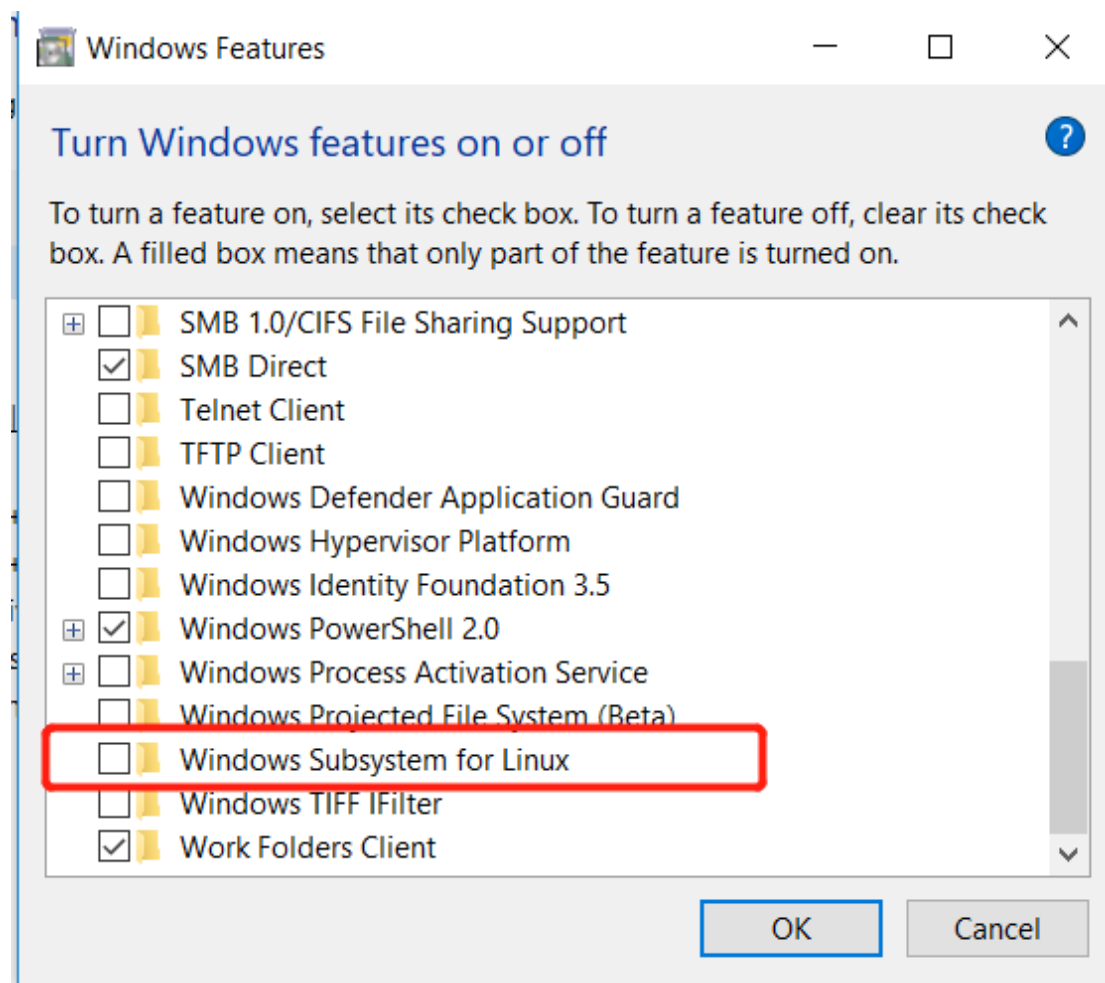 Windows Features
Turn Windows features on or off
?
To turn a feature on, select its check box. To turn a feature off, clear its check
box. A filled box means that only part of the feature is turned on.
SMB 1.0/CIFS File Sharing Support
SMB Direct
Telnet Client
TFTP Client
Windows Defender Application Guard
Windows Hypervisor Platform
Windows Identity Foundation 3.5
Windows PowerShell 2.0
Windows Process Activation Service
Windows Projected File System (Beta)
Windows Subsystem for Linux
Windows TIFF IFilter
Work Folders Client
OK
Cancel